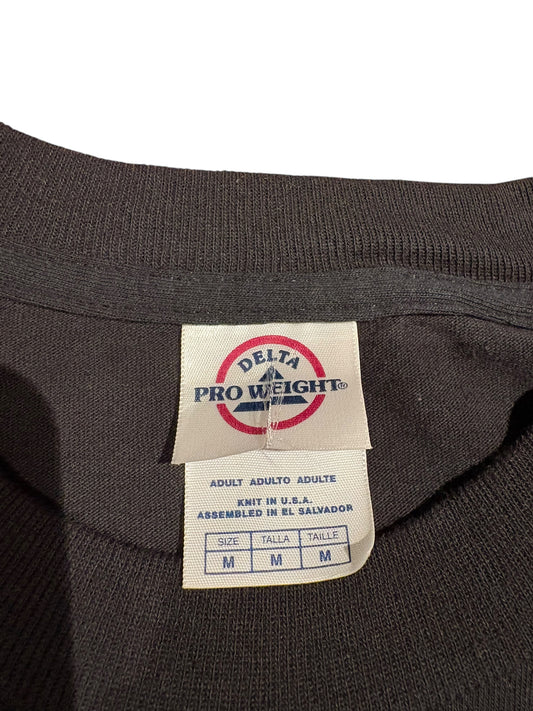 DELTA
PRO WEIGHT®
ADULT ADULTO ADULTE
KNIT IN U.S.A.
ASSEMBLED IN EL SALVADOR
SIZE TALLA TAILLE
M M M